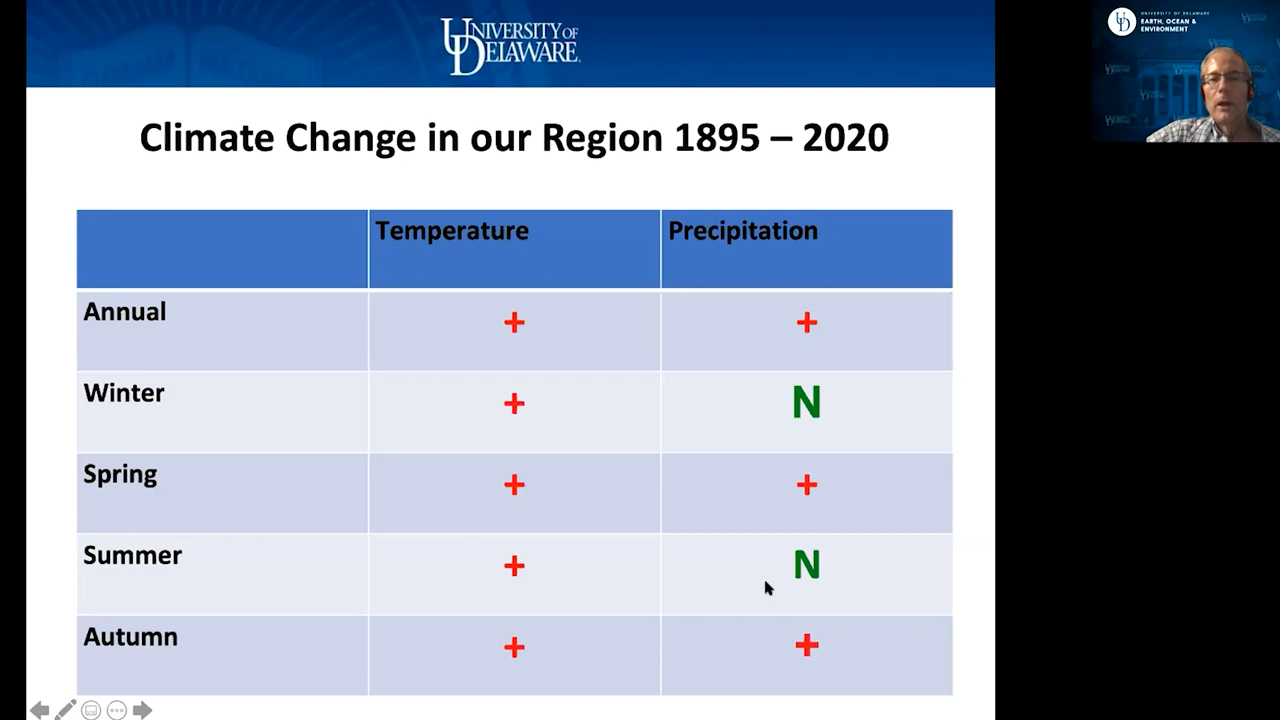 UNIVERSITY OF
DELAWARE
Climate Change in our Region 1895 – 2020
Temperature Precipitation
Annual + +
Winter + N
Spring + +
Summer + N
Autumn + +
UD
UNIVERSITY OF DELAWARE
EARTH, OCEAN &
ENVIRONMENT